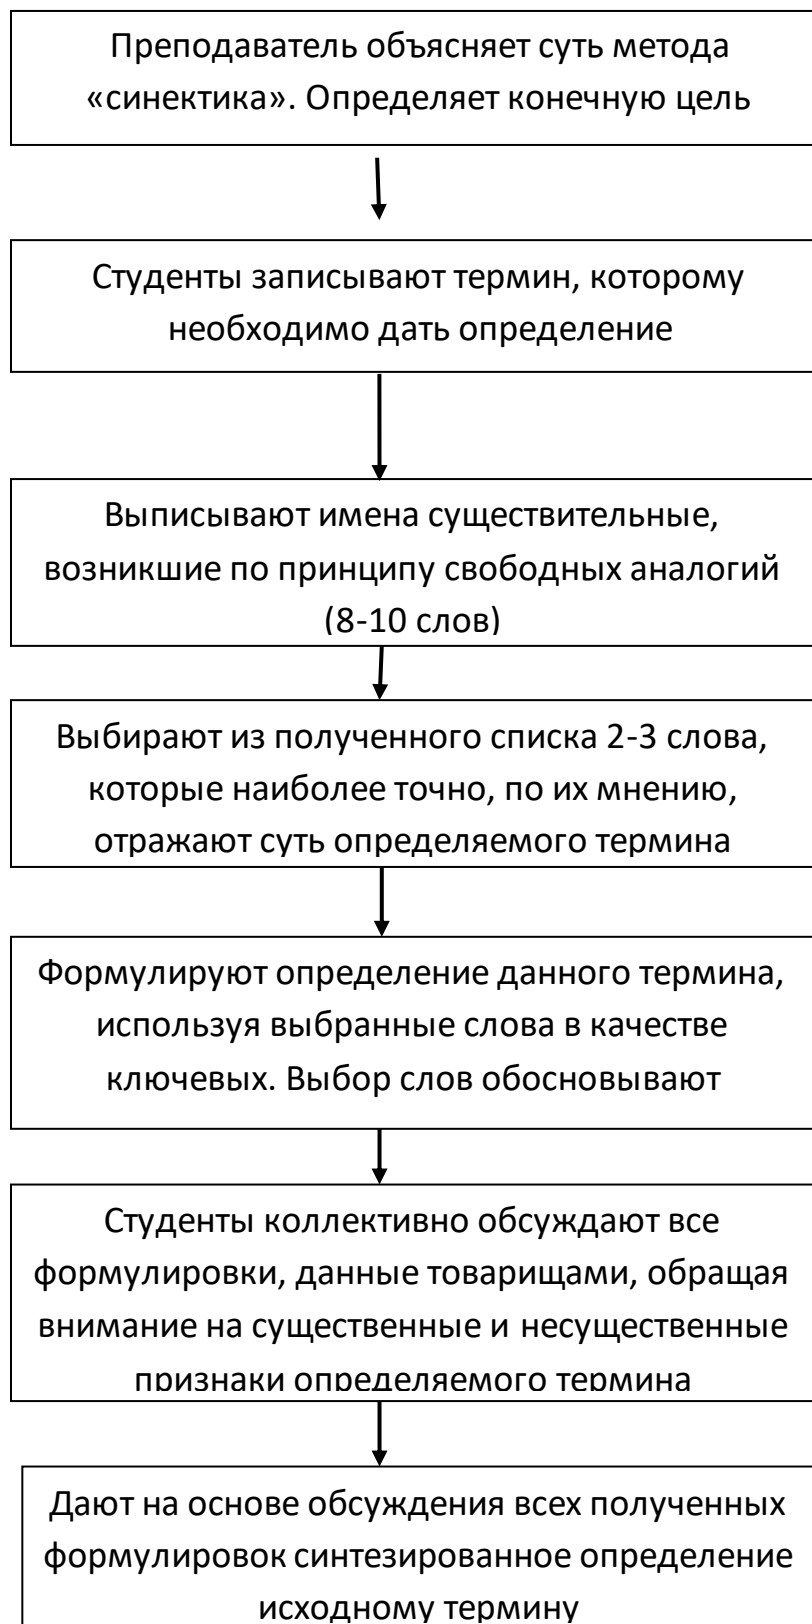 Преподаватель объясняет суть метода
«синектика». Определяет конечную цель
Студенты записывают термин, которому
необходимо дать определение
Выписывают имена существительные,
возникшие по принципу свободных аналогий
(8-10 слов)
Выбирают из полученного списка 2-3 слова,
которые наиболее точно, по их мнению,
отражают суть определяемого термина
Формулируют определение данного термина,
используя выбранные слова в качестве
ключевых. Выбор слов обосновывают
Студенты коллективно обсуждают все
формулировки, данные товарищами, обращая
внимание на существенные и несущественные
признаки определяемого термина
Дают на основе обсуждения всех полученных
формулировок синтезированное определение
исходному термину